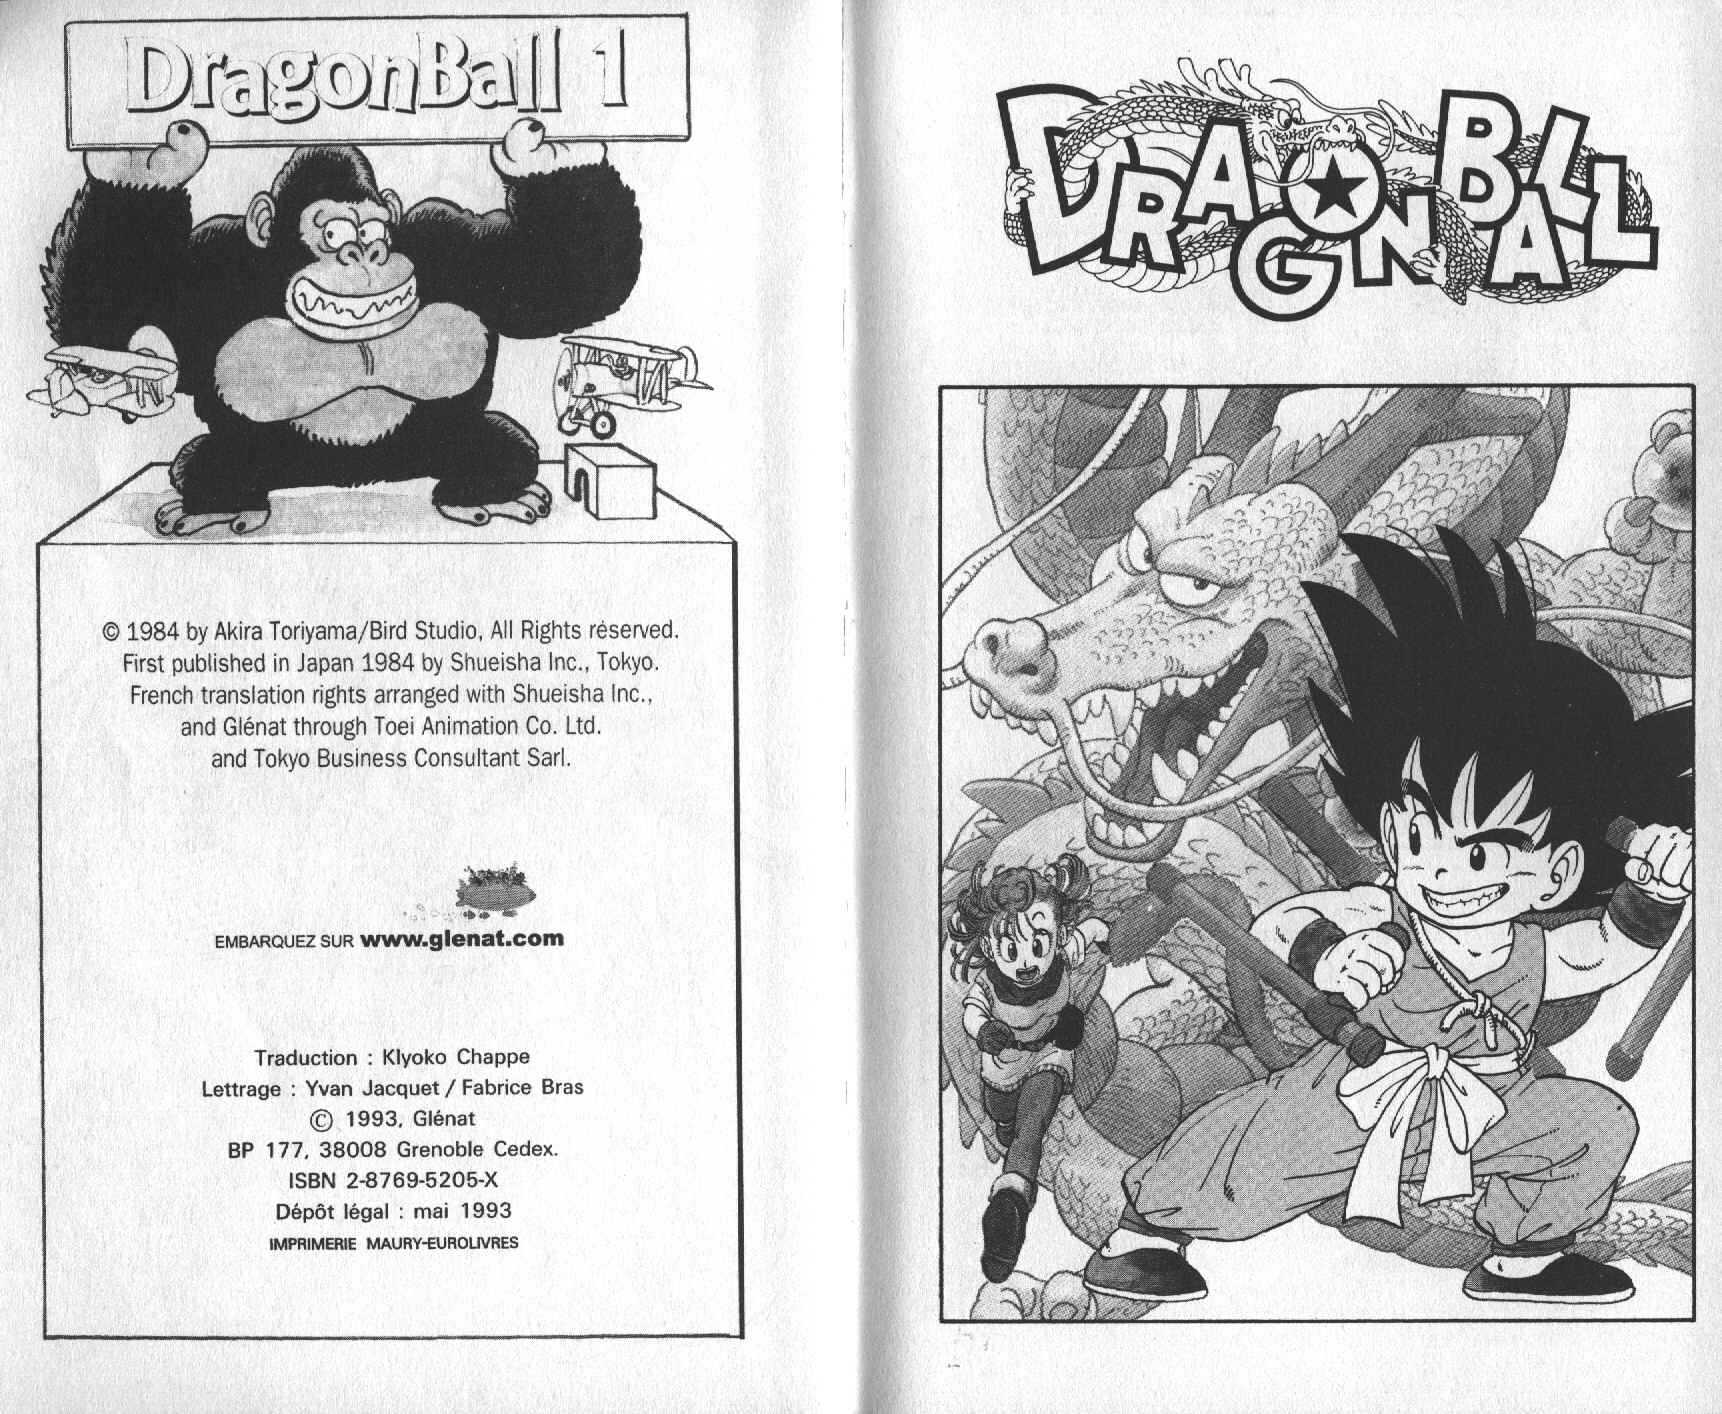 DragonBall 1
© 1984 by Akira Toriyama/Bird Studio, All Rights réserved.
First published in Japan 1984 by Shueisha Inc., Tokyo.
French translation rights arranged with Shueisha Inc.,
and Glénat through Toei Animation Co. Ltd.
and Tokyo Business Consultant Sarl.
EMBARQUEZ SUR www.glenat.com
Traduction : Klyoko Chappe
Lettrage : Yvan Jacquet / Fabrice Bras
© 1993, Glénat
BP 177, 38008 Grenoble Cedex.
ISBN 2-8769-5205-X
Dépôt légal : mai 1993
IMPRIMERIE MAURY-EUROLIVRES
DRAGON BALL